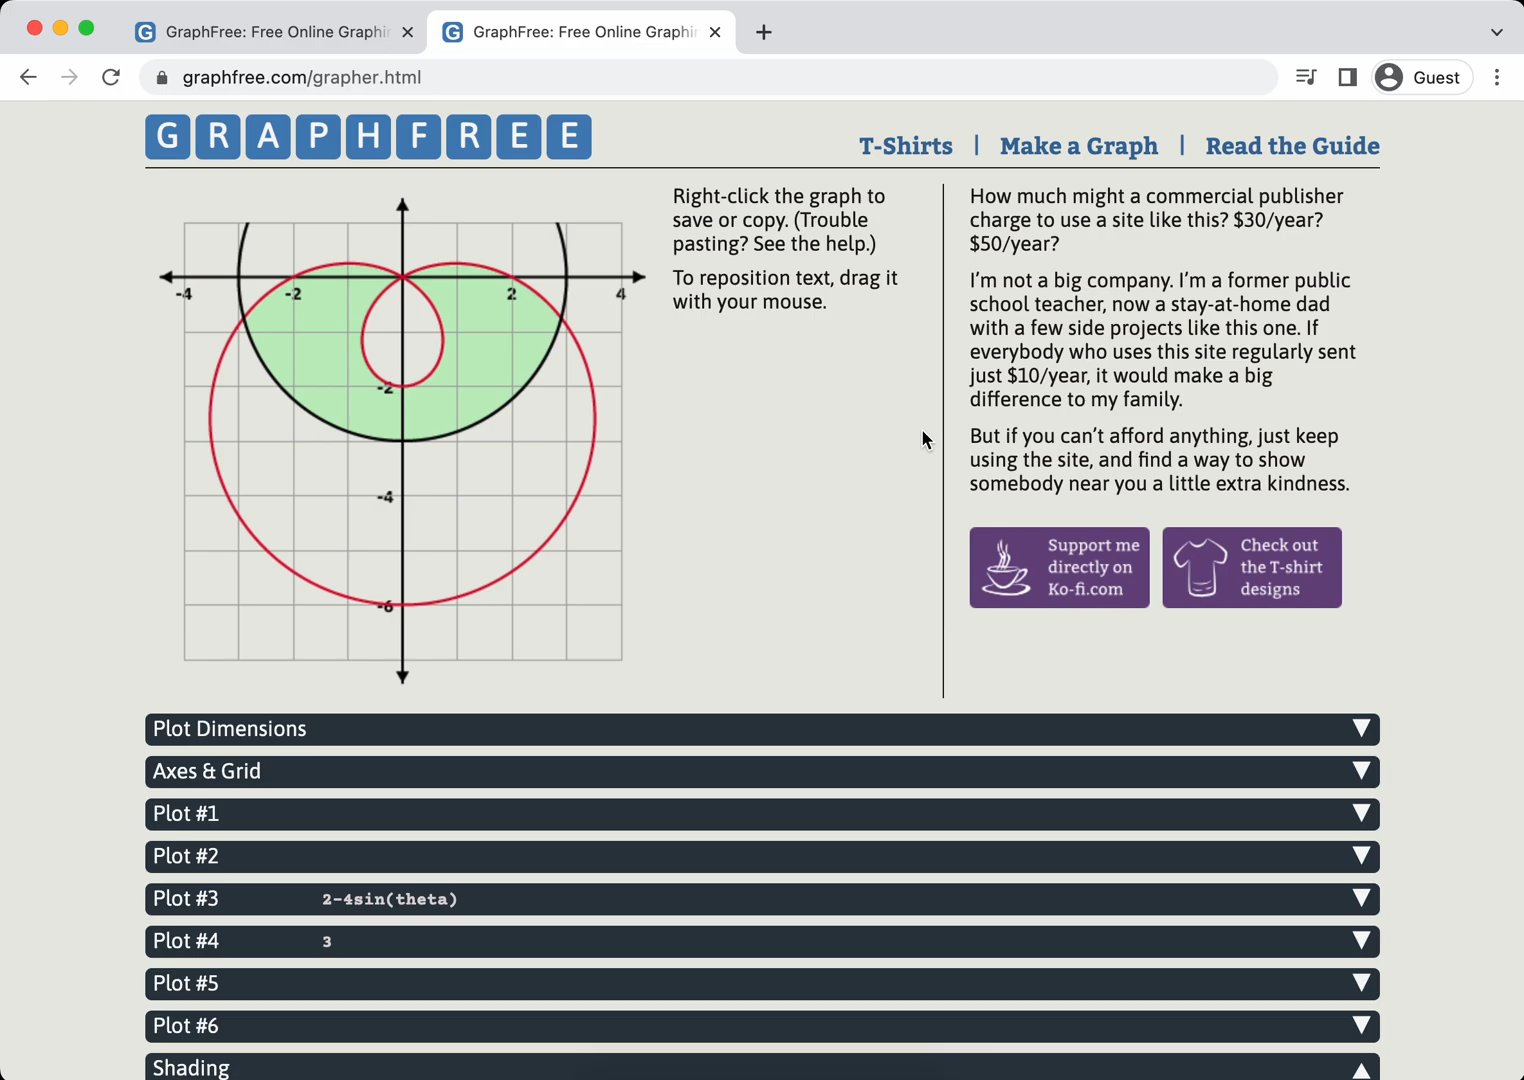 GraphFree: Free Online Graphi
GraphFree: Free Online Graphi
graphfree.com/grapher.html
Guest
GRAPHFREE
T-Shirts | Make a Graph | Read the Guide
-4
-2
2
4
-2
-4
-6
Right-click the graph to
save or copy. (Trouble
pasting? See the help.)
To reposition text, drag it
with your mouse.
How much might a commercial publisher
charge to use a site like this? $30/year?
$50/year?
I’m not a big company. I’m a former public
school teacher, now a stay-at-home dad
with a few side projects like this one. If
everybody who uses this site regularly sent
just $10/year, it would make a big
difference to my family.
But if you can’t afford anything, just keep
using the site, and find a way to show
somebody near you a little extra kindness.
Support me
directly on
Ko-fi.com
Check out
the T-shirt
designs
Plot Dimensions
Axes & Grid
Plot #1
Plot #2
Plot #3 2-4sin(theta)
Plot #4 3
Plot #5
Plot #6
Shading